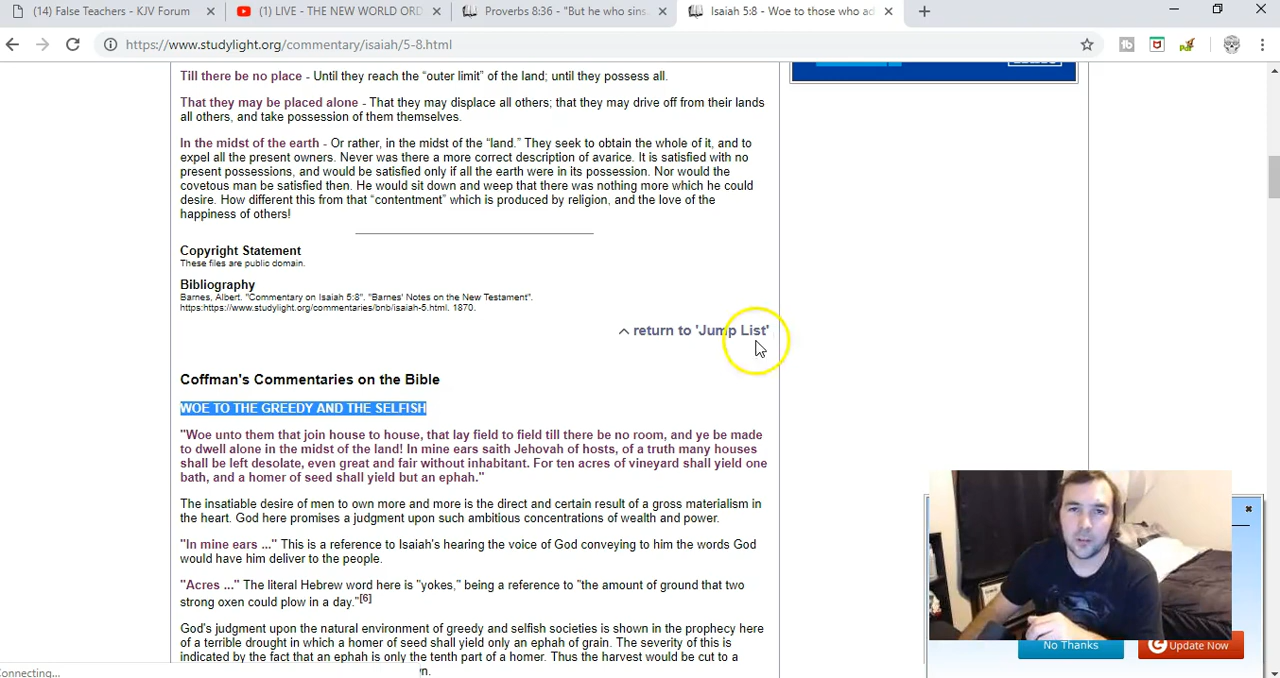 (14) False Teachers - KJV Forum
(1) LIVE - THE NEW WORLD ORD
Proverbs 8:36 - "But he who sins
Isaiah 5:8 - Woe to those who ad
https://www.studylight.org/commentary/isaiah/5-8.html
Till there be no place - Until they reach the “outer limit” of the land; until they possess all.
That they may be placed alone - That they may displace all others; that they may drive off from their lands
all others, and take possession of them themselves.
In the midst of the earth - Or rather, in the midst of the “land.” They seek to obtain the whole of it, and to
expel all the present owners. Never was there a more correct description of avarice. It is satisfied with no
present possessions, and would be satisfied only if all the earth were in its possession. Nor would the
covetous man be satisfied then. He would sit down and weep that there was nothing more which he could
desire. How different this from that “contentment” which is produced by religion, and the love of the
happiness of others!
Copyright Statement
These files are public domain.
Bibliography
Barnes, Albert. "Commentary on Isaiah 5:8". "Barnes' Notes on the New Testament".
https:https://www.studylight.org/commentaries/bnb/isaiah-5.html. 1870.
return to 'Jump List'
Coffman's Commentaries on the Bible
WOE TO THE GREEDY AND THE SELFISH
"Woe unto them that join house to house, that lay field to field till there be no room, and ye be made
to dwell alone in the midst of the land! In mine ears saith Jehovah of hosts, of a truth many houses
shall be left desolate, even great and fair without inhabitant. For ten acres of vineyard shall yield one
bath, and a homer of seed shall yield but an ephah."
The insatiable desire of men to own more and more is the direct and certain result of a gross materialism in
the heart. God here promises a judgment upon such ambitious concentrations of wealth and power.
"In mine ears ..." This is a reference to Isaiah's hearing the voice of God conveying to him the words God
would have him deliver to the people.
"Acres ..." The literal Hebrew word here is "yokes," being a reference to "the amount of ground that two
strong oxen could plow in a day."[6]
God's judgment upon the natural environment of greedy and selfish societies is shown in the prophecy here
of a terrible drought in which a homer of seed shall yield only an ephah of grain. The severity of this is
indicated by the fact that an ephah is only the tenth part of a homer. Thus the harvest would be cut to a
No Thanks
Update Now
Connecting...